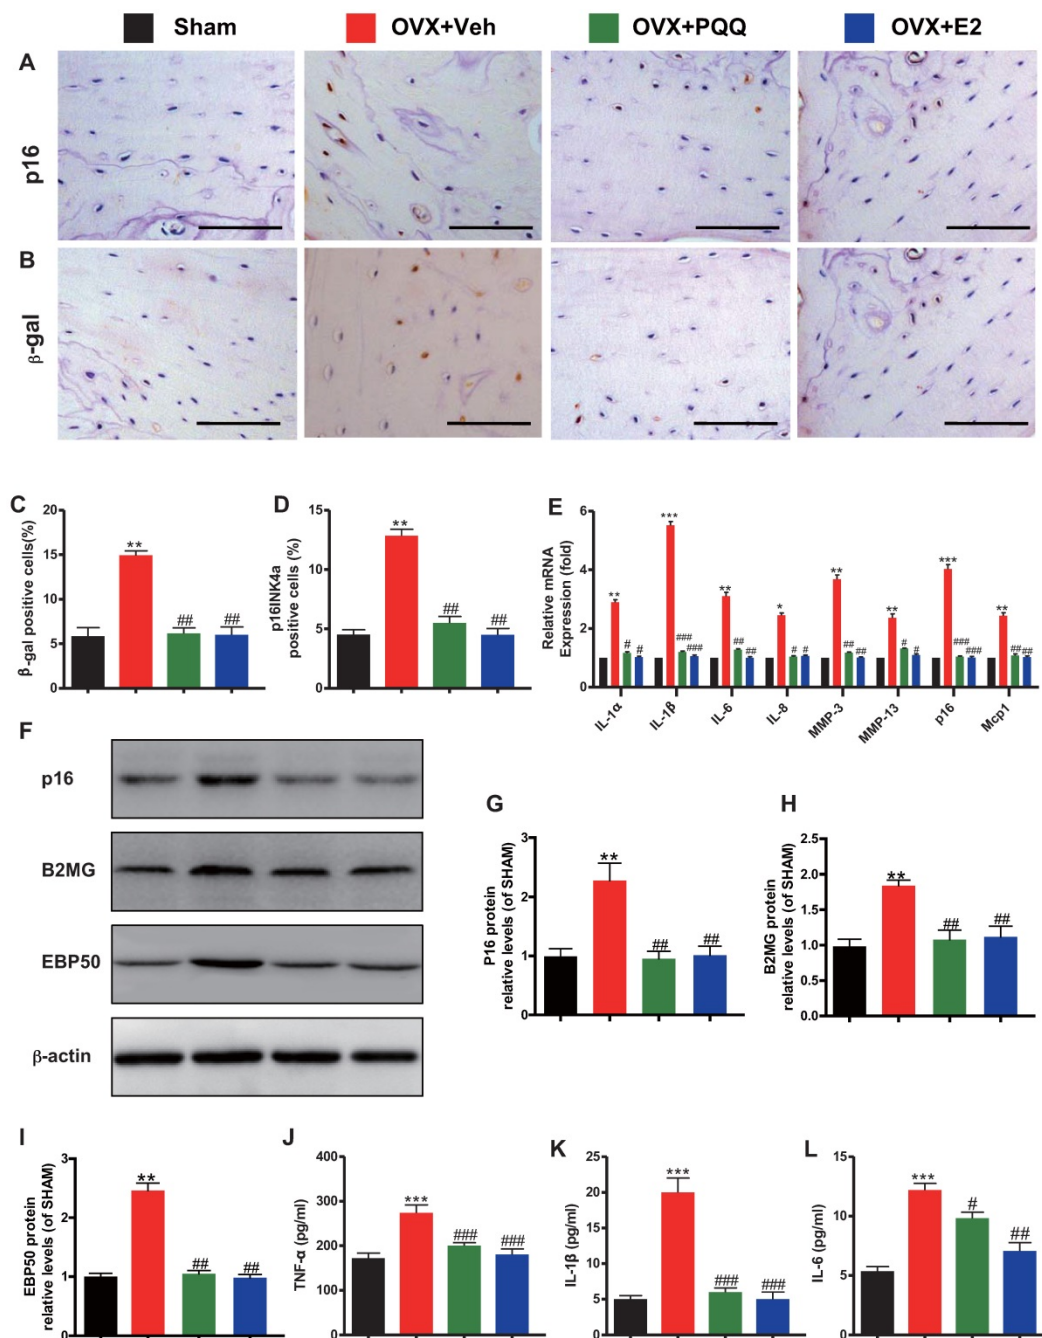 Sham OVX+Veh OVX+PQQ OVX+E2
A
p16
B
β-gal
C
β-gal positive cells(%)
20
15
10
5
0
**
##
##
D
p16INK4a
positive cells (%)
15
10
5
0
**
##
##
E
Relative mRNA
Expression (fold)
6
4
2
0
**
#
#
***
###
###
**
##
##
*
#
#
**
##
##
**
#
#
***
###
###
**
##
##
IL-1α IL-1β IL-6 IL-8 MMP-3 MMP-13 p16 Mcp1
F
p16
B2MG
EBP50
β-actin
G
P16 protein
relative levels (of SHAM)
3
2
1
0
**
##
##
H
B2MG protein
relative levels (of SHAM)
2.5
2.0
1.5
1.0
0.5
0.0
**
##
##
I
EBP50 protein
relative levels (of SHAM)
3
2
1
0
**
##
##
J
TNF-α (pg/ml)
400
300
200
100
0
***
###
###
K
IL-1β (pg/ml)
25
20
15
10
5
0
***
###
###
L
IL-6 (pg/ml)
15
10
5
0
***
#
##